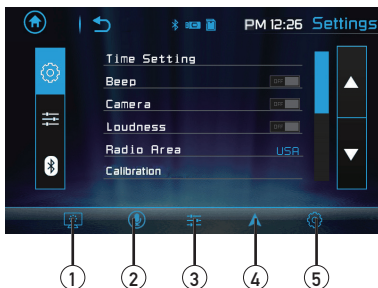 PM 12:26 Settings
Time Setting
Beep OFF
Camera OFF
Loudness OFF
Radio Area USA
Calibration
1 2 3 4 5